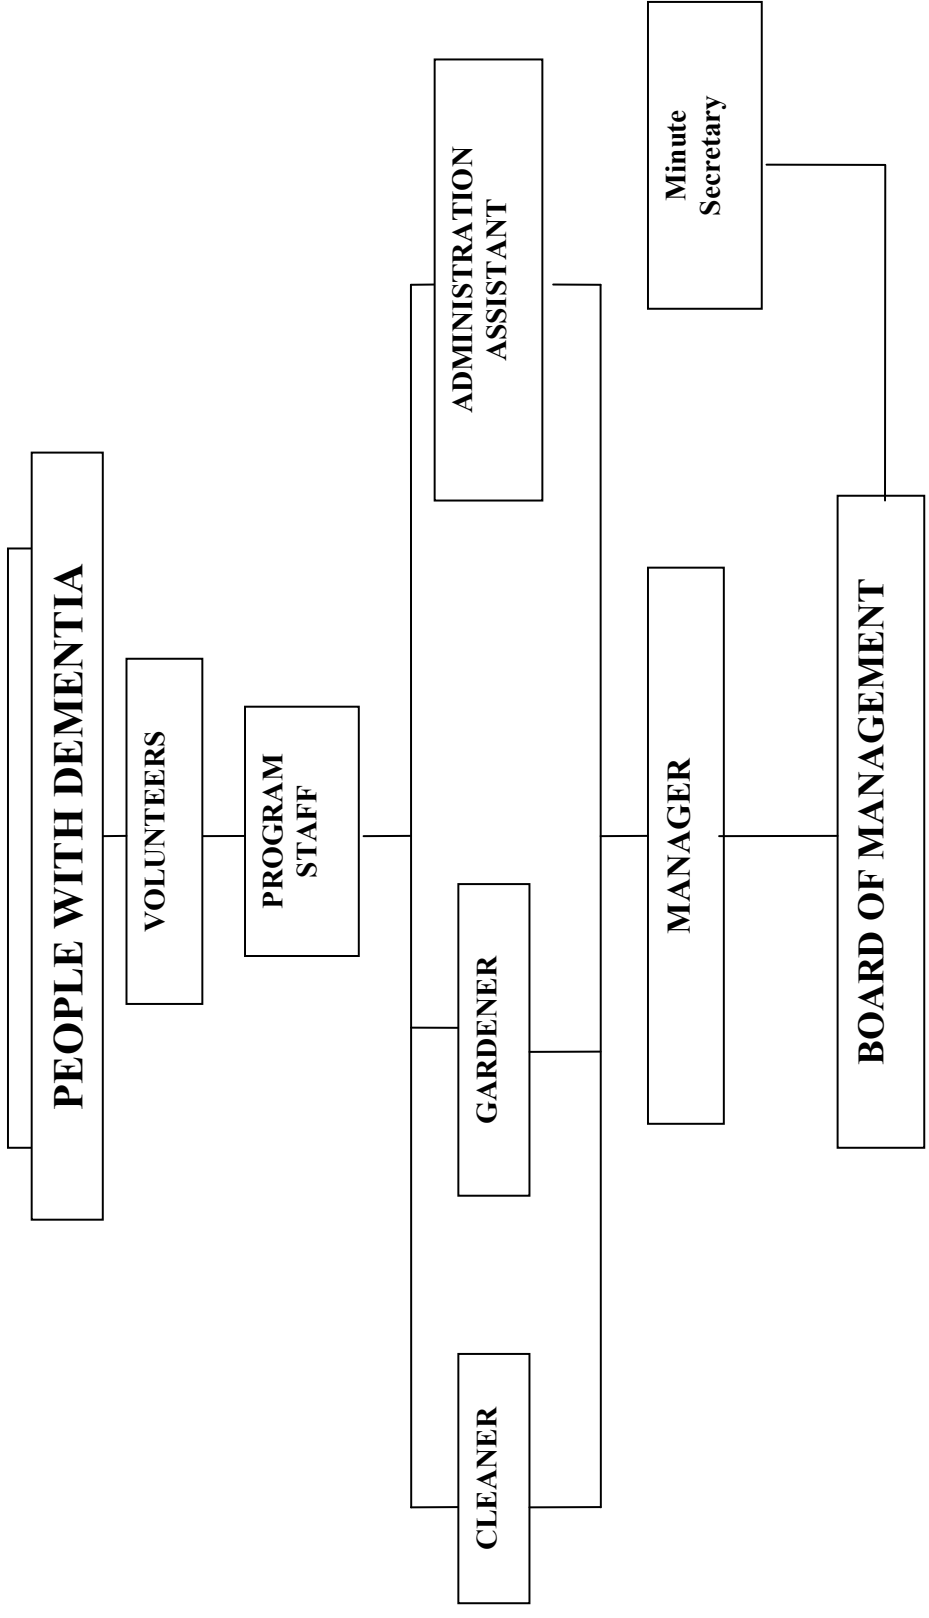 PEOPLE WITH DEMENTIA
VOLUNTEERS
PROGRAM
STAFF
CLEANER
GARDENER
ADMINISTRATION
ASSISTANT
MANAGER
Minute
Secretary
BOARD OF MANAGEMENT